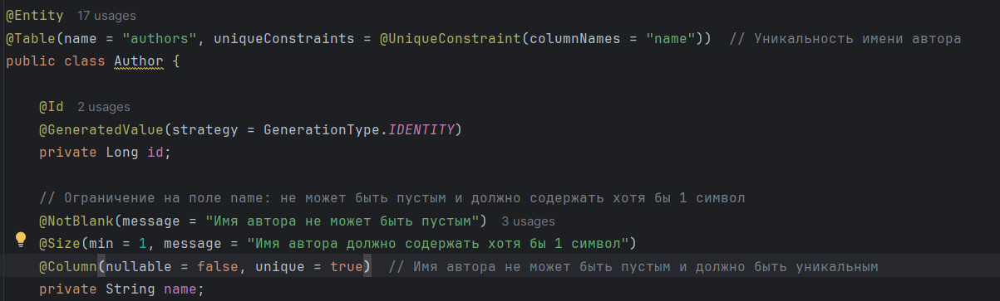 @Entity 17 usages
@Table(name = "authors", uniqueConstraints = @UniqueConstraint(columnNames = "name")) // Уникальность имени автора
public class Author {
@Id 2 usages
@GeneratedValue(strategy = GenerationType.IDENTITY)
private Long id;
// Ограничение на поле name: не может быть пустым и должно содержать хотя бы 1 символ
@NotBlank(message = "Имя автора не может быть пустым") 3 usages
@Size(min = 1, message = "Имя автора должно содержать хотя бы 1 символ")
@Column(nullable = false, unique = true) // Имя автора не может быть пустым и должно быть уникальным
private String name;